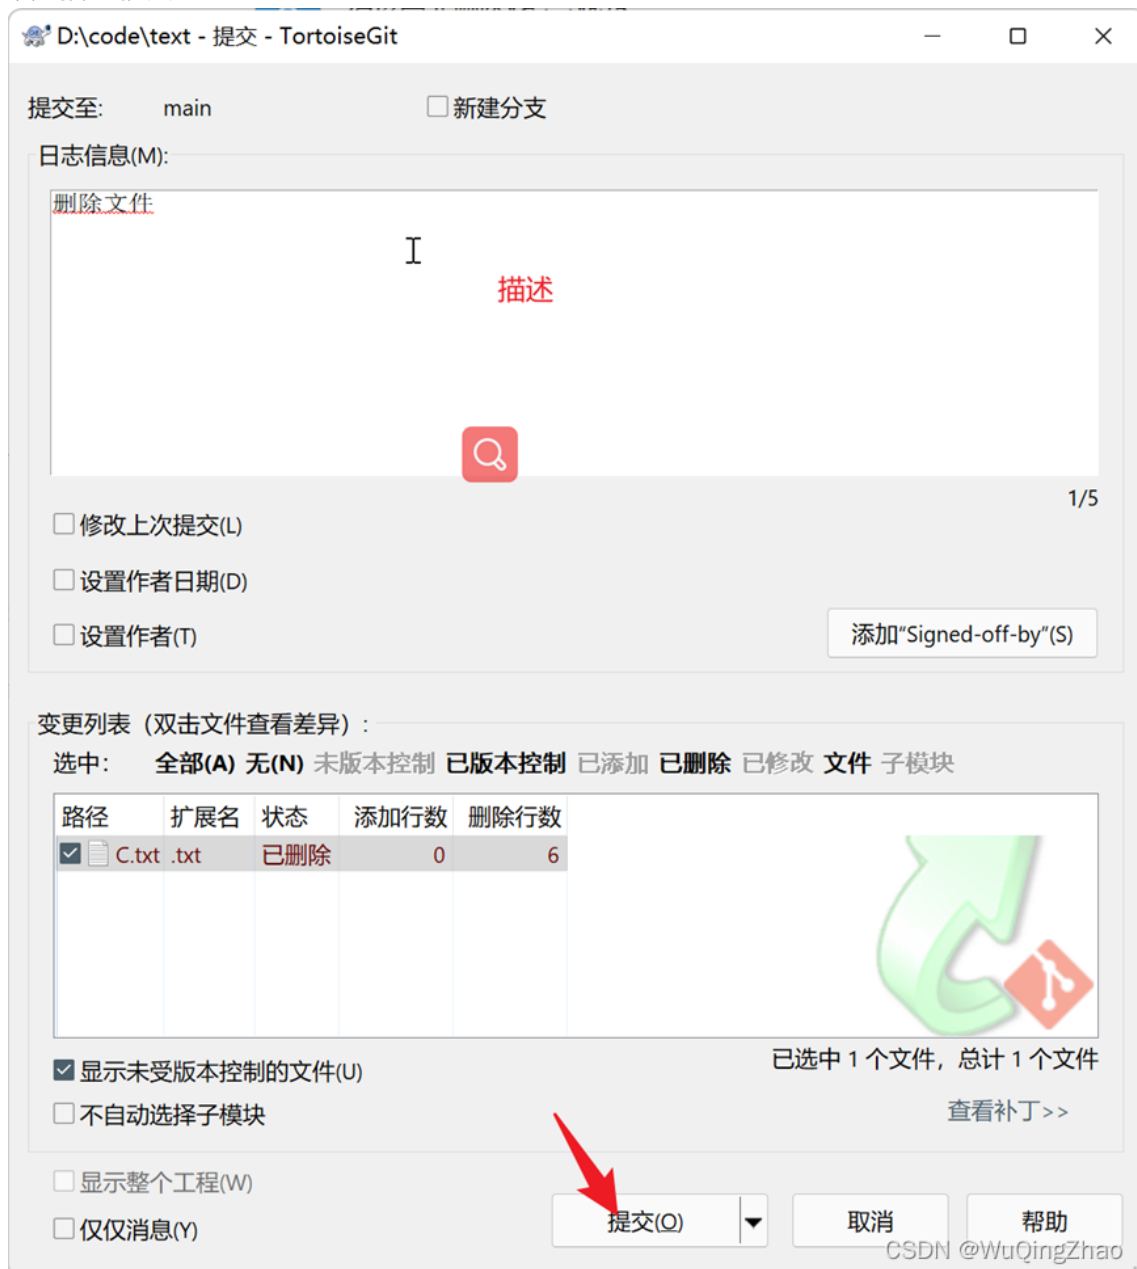 D:\code\text - 提交 - TortoiseGit
提交至: main 新建分支
日志信息(M):
删除文件
描述
1/5
修改上次提交(L)
设置作者日期(D)
设置作者(T)
添加“Signed-off-by”(S)
变更列表（双击文件查看差异）:
选中: 全部(A) 无(N) 未版本控制 已版本控制 已添加 已删除 已修改 文件 子模块
路径 扩展名 状态 添加行数 删除行数
C.txt .txt 已删除 0 6
已选中 1 个文件，总计 1 个文件
显示未受版本控制的文件(U)
不自动选择子模块
查看补丁>>
显示整个工程(W)
仅仅消息(Y)
提交(O) 取消 帮助
CSDN @WuQingZhao